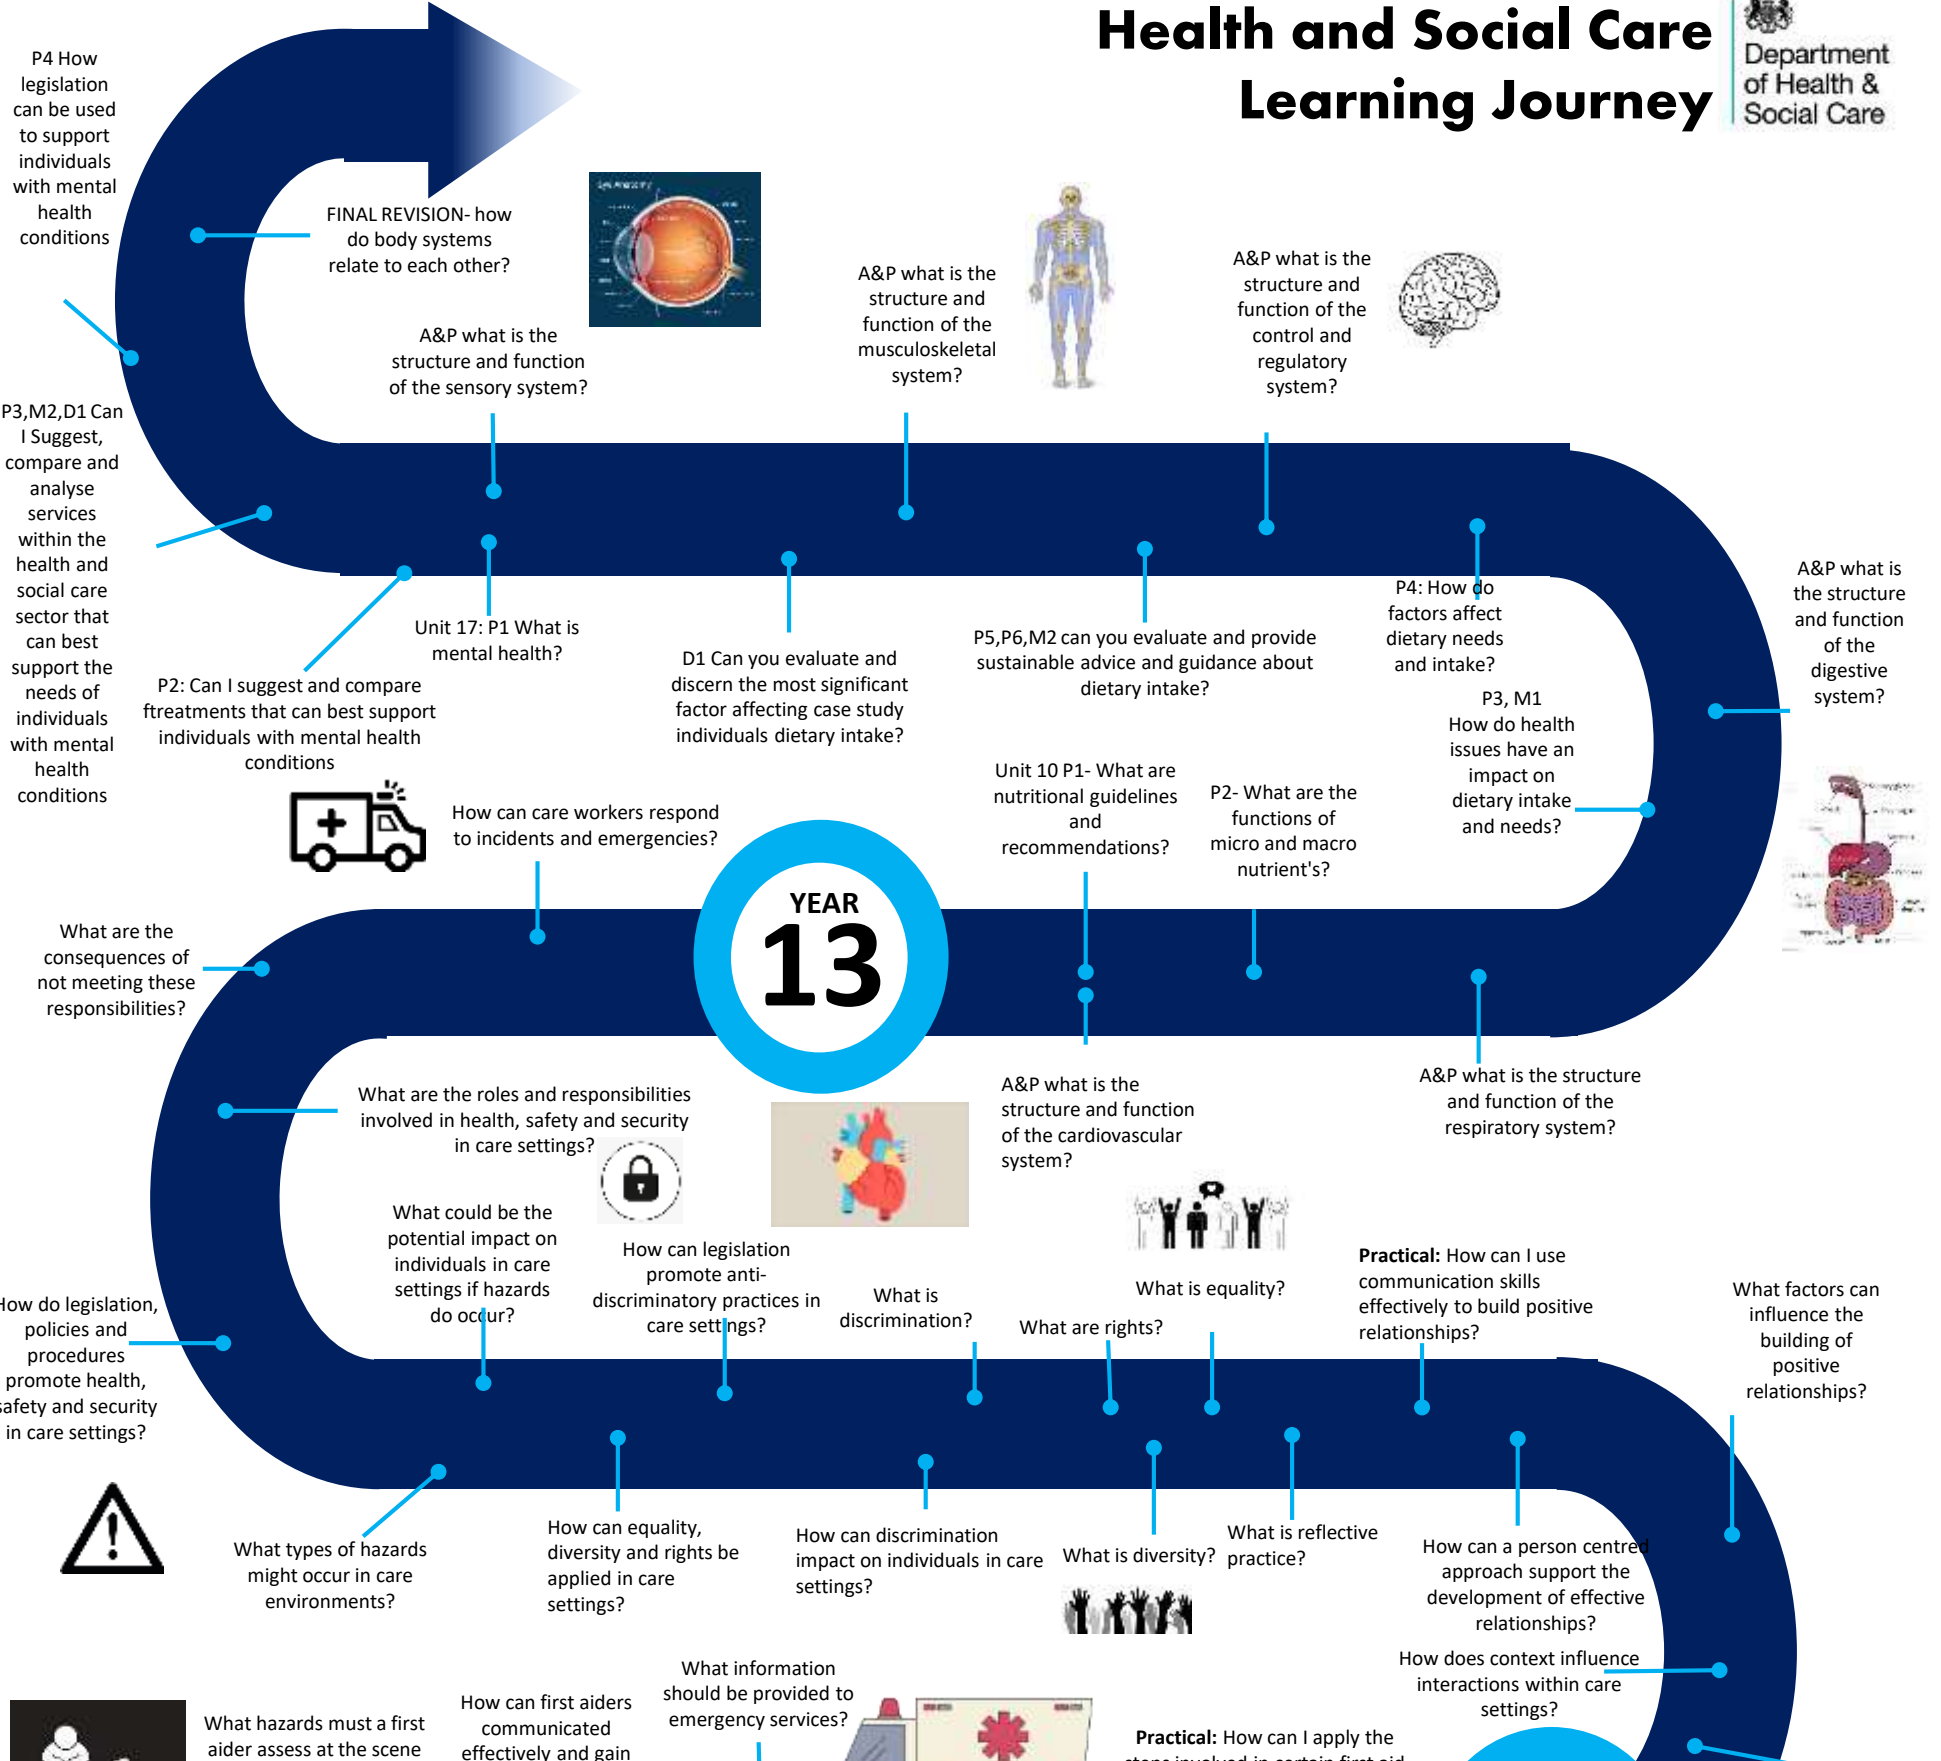 Health and Social Care
Learning Journey
Department
of Health &
Social Care
P4 How
legislation
can be used
to support
individuals
with mental
health
conditions
FINAL REVISION- how
do body systems
relate to each other?
A&P what is the
structure and function
of the sensory system?
A&P what is the
structure and
function of the
musculoskeletal
system?
A&P what is the
structure and
function of the
control and
regulatory
system?
P3,M2,D1 Can
I Suggest,
compare and
analyse
services
within the
health and
social care
sector that
can best
support the
needs of
individuals
with mental
health
conditions
Unit 17: P1 What is
mental health?
P2: Can I suggest and compare
ftreatments that can best support
individuals with mental health
conditions
D1 Can you evaluate and
discern the most significant
factor affecting case study
individuals dietary intake?
P5,P6,M2 can you evaluate and provide
sustainable advice and guidance about
dietary intake?
P4: How do
factors affect
dietary needs
and intake?
A&P what is
the structure
and function
of the
digestive
system?
P3, M1
How do health
issues have an
impact on
dietary intake
and needs?
Unit 10 P1- What are
nutritional guidelines
and
recommendations?
P2- What are the
functions of
micro and macro
nutrient's?
How can care workers respond
to incidents and emergencies?
YEAR
13
What are the
consequences of
not meeting these
responsibilities?
What are the roles and responsibilities
involved in health, safety and security
in care settings?
A&P what is the
structure and function
of the cardiovascular
system?
A&P what is the structure
and function of the
respiratory system?
What could be the
potential impact on
individuals in care
settings if hazards
do occur?
How can legislation
promote anti-
discriminatory practices in
care settings?
What is
discrimination?
What are rights?
What is equality?
Practical: How can I use
communication skills
effectively to build positive
relationships?
What factors can
influence the
building of
positive
relationships?
How do legislation,
policies and
procedures
promote health,
safety and security
in care settings?
What types of hazards
might occur in care
environments?
How can equality,
diversity and rights be
applied in care
settings?
How can discrimination
impact on individuals in care
settings?
What is diversity?
What is reflective
practice?
How can a person centred
approach support the
development of effective
relationships?
How does context influence
interactions within care
settings?
What hazards must a first
aider assess at the scene
How can first aiders
communicated
effectively and gain
What information
should be provided to
emergency services?
Practical: How can I apply the
steps involved in certain first aid